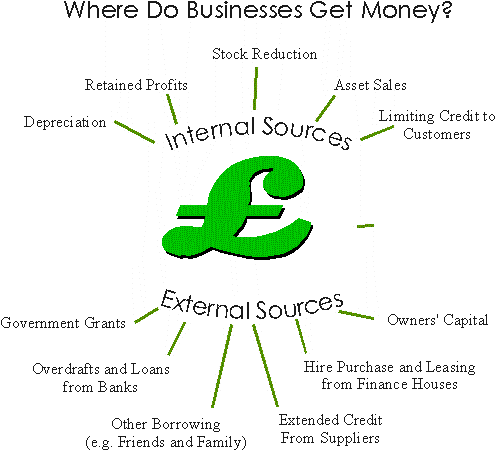 Where Do Businesses Get Money?
Stock Reduction
Retained Profits
Asset Sales
Depreciation
Limiting Credit to
Customers
Internal Sources
£
External Sources
Government Grants
Owners' Capital
Overdrafts and Loans
from Banks
Hire Purchase and Leasing
from Finance Houses
Other Borrowing
(e.g. Friends and Family)
Extended Credit
From Suppliers